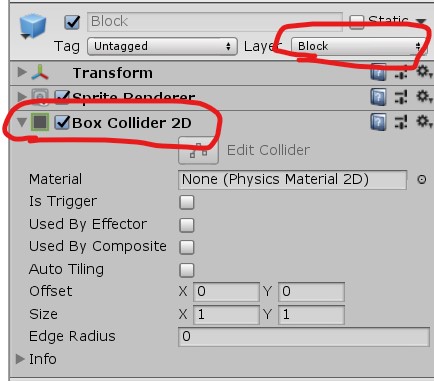 Block Static
Tag Untagged Layer Block
Transform
Sprite Renderer
Box Collider 2D
Edit Collider
Material None (Physics Material 2D)
Is Trigger
Used By Effector
Used By Composite
Auto Tiling
Offset X 0 Y 0
Size X 1 Y 1
Edge Radius 0
Info